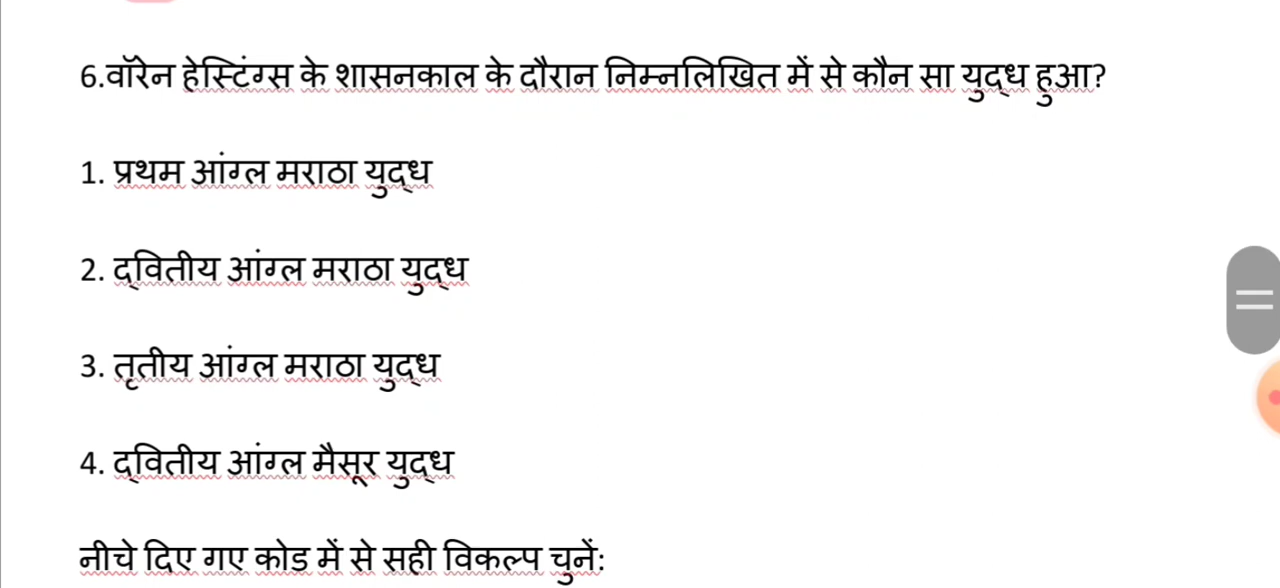 6.वॉरेन हेस्टिंग्स के शासनकाल के दौरान निम्नलिखित में से कौन सा युद्ध हुआ?
1. प्रथम आंग्ल मराठा युद्ध
2. द्वितीय आंग्ल मराठा युद्ध
3. तृतीय आंग्ल मराठा युद्ध
4. द्वितीय आंग्ल मैसूर युद्ध
नीचे दिए गए कोड में से सही विकल्प चुनें: